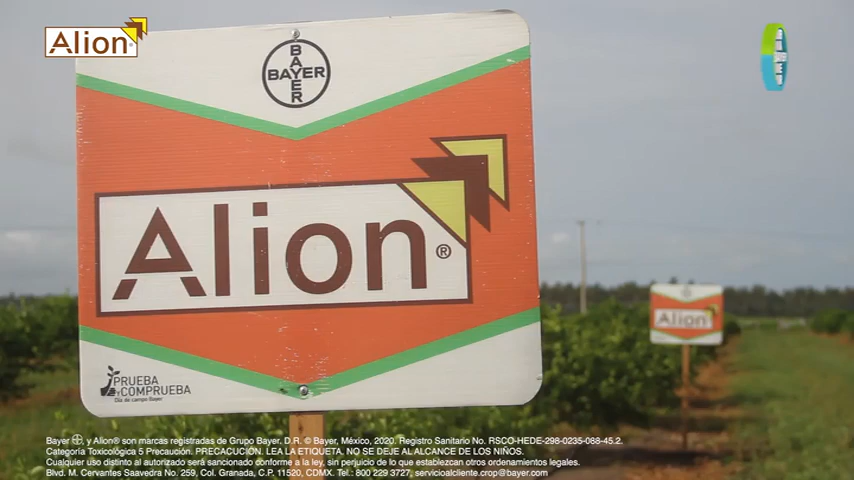 Alion®
BAYER
BAYER
Alion®
PRUEBA
Y COMPRUEBA
Día de campo Bayer
Alion
Bayer, y Alion® son marcas registradas de Grupo Bayer. D.R. © Bayer, México, 2020. Registro Sanitario No. RSCO-HEDE-298-0235-088-45.2.
Categoría Toxicológica 5 Precaución. PRECACUCIÓN. LEA LA ETIQUETA. NO SE DEJE AL ALCANCE DE LOS NIÑOS.
Cualquier uso distinto al autorizado será sancionado conforme a la ley, sin perjuicio de lo que establezcan otros ordenamientos legales.
Blvd. M. Cervantes Saavedra No. 259, Col. Granada, C.P. 11520, CDMX. Tel.: 800 229 3727, servicioalcliente.crop@bayer.com